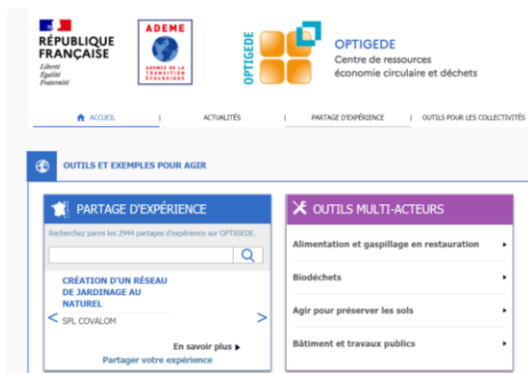 RÉPUBLIQUE
FRANÇAISE
Liberté
Égalité
Fraternité
ADEME
AGENCE DE LA
TRANSITION
ÉCOLOGIQUE
OPTIGEDE
OPTIGEDE
Centre de ressources
économie circulaire et déchets
ACCUEIL | ACTUALITÉS | PARTAGE D'EXPÉRIENCE | OUTILS POUR LES COLLECTIVITÉS
OUTILS ET EXEMPLES POUR AGIR
PARTAGE D'EXPÉRIENCE
Recherchez parmi les 2944 partages d'expérience sur OPTIGEDE.
CRÉATION D'UN RÉSEAU
DE JARDINAGE AU
NATUREL
SPL COVALOM
En savoir plus
Partager votre expérience
OUTILS MULTI-ACTEURS
Alimentation et gaspillage en restauration
Biodéchets
Agir pour préserver les sols
Bâtiment et travaux publics